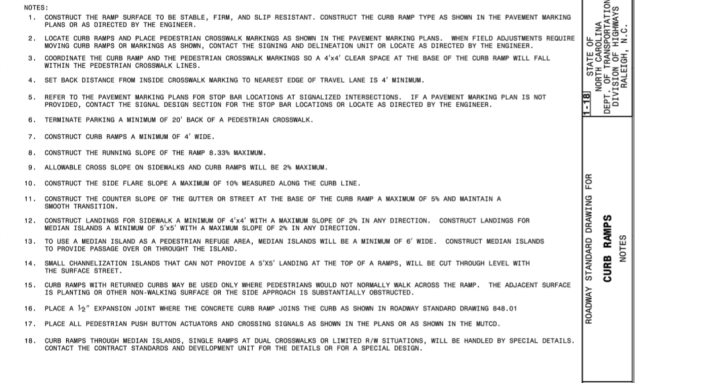 NOTES:
1. CONSTRUCT THE RAMP SURFACE TO BE STABLE, FIRM, AND SLIP RESISTANT. CONSTRUCT THE CURB RAMP TYPE AS SHOWN IN THE PAVEMENT MARKING
PLANS OR AS DIRECTED BY THE ENGINEER.
2. LOCATE CURB RAMPS AND PLACE PEDESTRIAN CROSSWALK MARKINGS AS SHOWN IN THE PAVEMENT MARKING PLANS. WHEN FIELD ADJUSTMENTS REQUIRE
MOVING CURB RAMPS OR MARKINGS AS SHOWN, CONTACT THE SIGNING AND DELINEATION UNIT OR LOCATE AS DIRECTED BY THE ENGINEER.
3. COORDINATE THE CURB RAMP AND THE PEDESTRIAN CROSSWALK MARKINGS SO A 4'x4' CLEAR SPACE AT THE BASE OF THE CURB RAMP WILL FALL
WITHIN THE PEDESTRIAN CROSSWALK LINES.
4. SET BACK DISTANCE FROM INSIDE CROSSWALK MARKING TO NEAREST EDGE OF TRAVEL LANE IS 4' MINIMUM.
5. REFER TO THE PAVEMENT MARKING PLANS FOR STOP BAR LOCATIONS AT SIGNALIZED INTERSECTIONS. IF A PAVEMENT MARKING PLAN IS NOT
PROVIDED, CONTACT THE SIGNAL DESIGN SECTION FOR THE STOP BAR LOCATIONS OR LOCATE AS DIRECTED BY THE ENGINEER.
6. TERMINATE PARKING A MINIMUM OF 20' BACK OF A PEDESTRIAN CROSSWALK.
7. CONSTRUCT CURB RAMPS A MINIMUM OF 4' WIDE.
8. CONSTRUCT THE RUNNING SLOPE OF THE RAMP 8.33% MAXIMUM.
9. ALLOWABLE CROSS SLOPE ON SIDEWALKS AND CURB RAMPS WILL BE 2% MAXIMUM.
10. CONSTRUCT THE SIDE FLARE SLOPE A MAXIMUM OF 10% MEASURED ALONG THE CURB LINE.
11. CONSTRUCT THE COUNTER SLOPE OF THE GUTTER OR STREET AT THE BASE OF THE CURB RAMP A MAXIMUM OF 5% AND MAINTAIN A
SMOOTH TRANSITION.
12. CONSTRUCT LANDINGS FOR SIDEWALK A MINIMUM OF 4'x4' WITH A MAXIMUM SLOPE OF 2% IN ANY DIRECTION. CONSTRUCT LANDINGS FOR
MEDIAN ISLANDS A MINIMUM OF 5'x5' WITH A MAXIMUM SLOPE OF 2% IN ANY DIRECTION.
13. TO USE A MEDIAN ISLAND AS A PEDESTRIAN REFUGE AREA, MEDIAN ISLANDS WILL BE A MINIMUM OF 6' WIDE. CONSTRUCT MEDIAN ISLANDS
TO PROVIDE PASSAGE OVER OR THROUGHT THE ISLAND.
14. SMALL CHANNELIZATION ISLANDS THAT CAN NOT PROVIDE A 5'X5' LANDING AT THE TOP OF A RAMPS, WILL BE CUT THROUGH LEVEL WITH
THE SURFACE STREET.
15. CURB RAMPS WITH RETURNED CURBS MAY BE USED ONLY WHERE PEDESTRIANS WOULD NOT NORMALLY WALK ACROSS THE RAMP. THE ADJACENT SURFACE
IS PLANTING OR OTHER NON-WALKING SURFACE OR THE SIDE APPROACH IS SUBSTANTIALLY OBSTRUCTED.
16. PLACE A ½" EXPANSION JOINT WHERE THE CONCRETE CURB RAMP JOINS THE CURB AS SHOWN IN ROADWAY STANDARD DRAWING 848.01
17. PLACE ALL PEDESTRIAN PUSH BUTTON ACTUATORS AND CROSSING SIGNALS AS SHOWN IN THE PLANS OR AS SHOWN IN THE MUTCD.
18. CURB RAMPS THROUGH MEDIAN ISLANDS, SINGLE RAMPS AT DUAL CROSSWALKS OR LIMITED R/W SITUATIONS, WILL BE HANDLED BY SPECIAL DETAILS.
CONTACT THE CONTRACT STANDARDS AND DEVELOPMENT UNIT FOR THE DETAILS OR FOR A SPECIAL DESIGN.
1-18
STATE OF
NORTH CAROLINA
DEPT. OF TRANSPORTATION
DIVISION OF HIGHWAYS
RALEIGH, N.C.
ROADWAY STANDARD DRAWING FOR
CURB RAMPS
NOTES